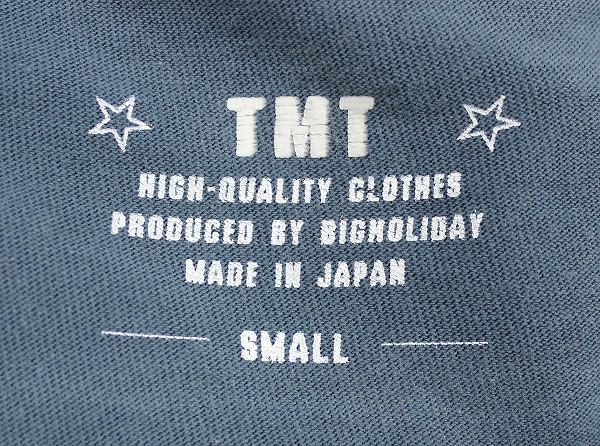 TMT
HIGH-QUALITY CLOTHES
PRODUCED BY BIGHOLIDAY
MADE IN JAPAN
SMALL